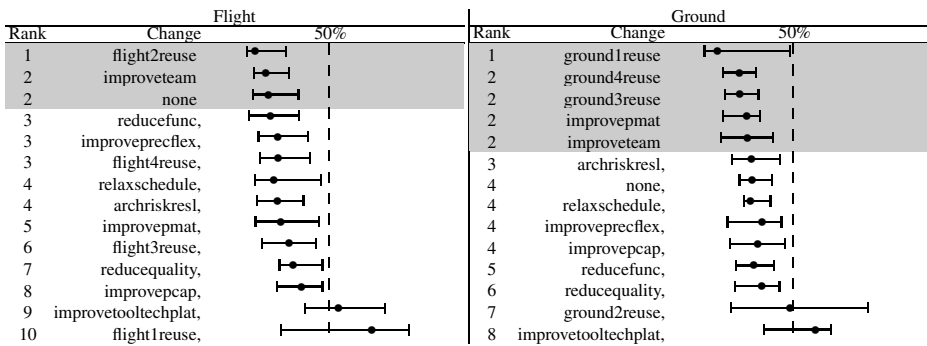 Flight
Rank Change 50%
1 flight2reuse
2 improveteam
2 none
3 reducefunc,
3 improveprecflex,
3 flight4reuse,
4 relaxschedule,
4 archriskresl,
5 improvepmat,
6 flight3reuse,
7 reducequality,
8 improvepcap,
9 improvetooltechplat,
10 flight1reuse,
Ground
Rank Change 50%
1 ground1reuse
2 ground4reuse
2 ground3reuse
2 improvepmat
2 improveteam
3 archriskresl,
4 none,
4 relaxschedule,
4 improveprecflex,
4 improvepcap,
5 reducefunc,
6 reducequality,
7 ground2reuse,
8 improvetooltechplat,